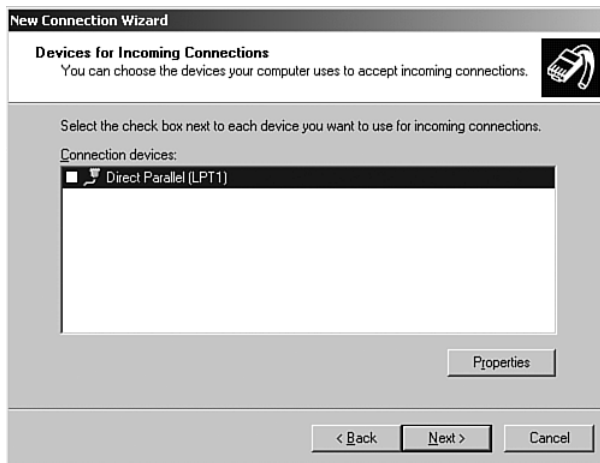 New Connection Wizard
Devices for Incoming Connections
You can choose the devices your computer uses to accept incoming connections.
Select the check box next to each device you want to use for incoming connections.
Connection devices:
Direct Parallel (LPT1)
Properties
< Back
Next >
Cancel